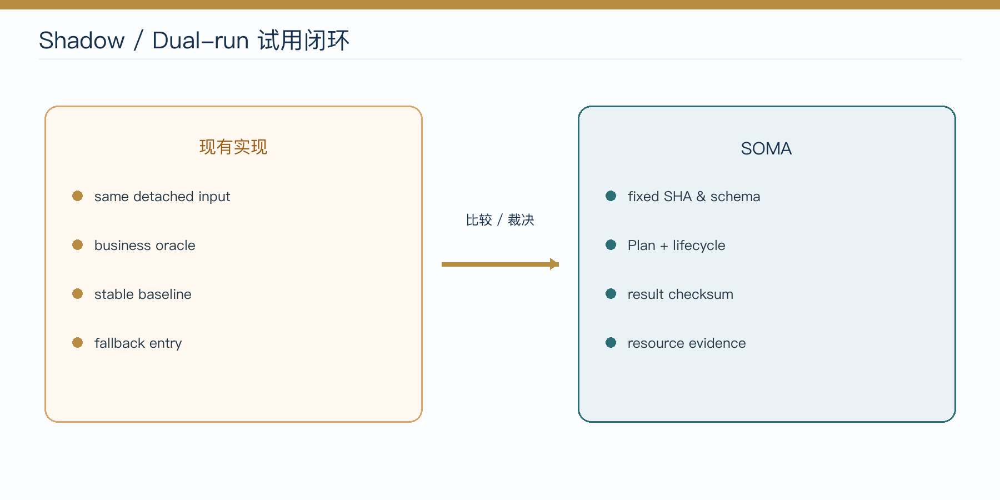 Shadow / Dual-run 试用闭环
现有实现
same detached input
business oracle
stable baseline
fallback entry
比较 / 裁决
SOMA
fixed SHA & schema
Plan + lifecycle
result checksum
resource evidence